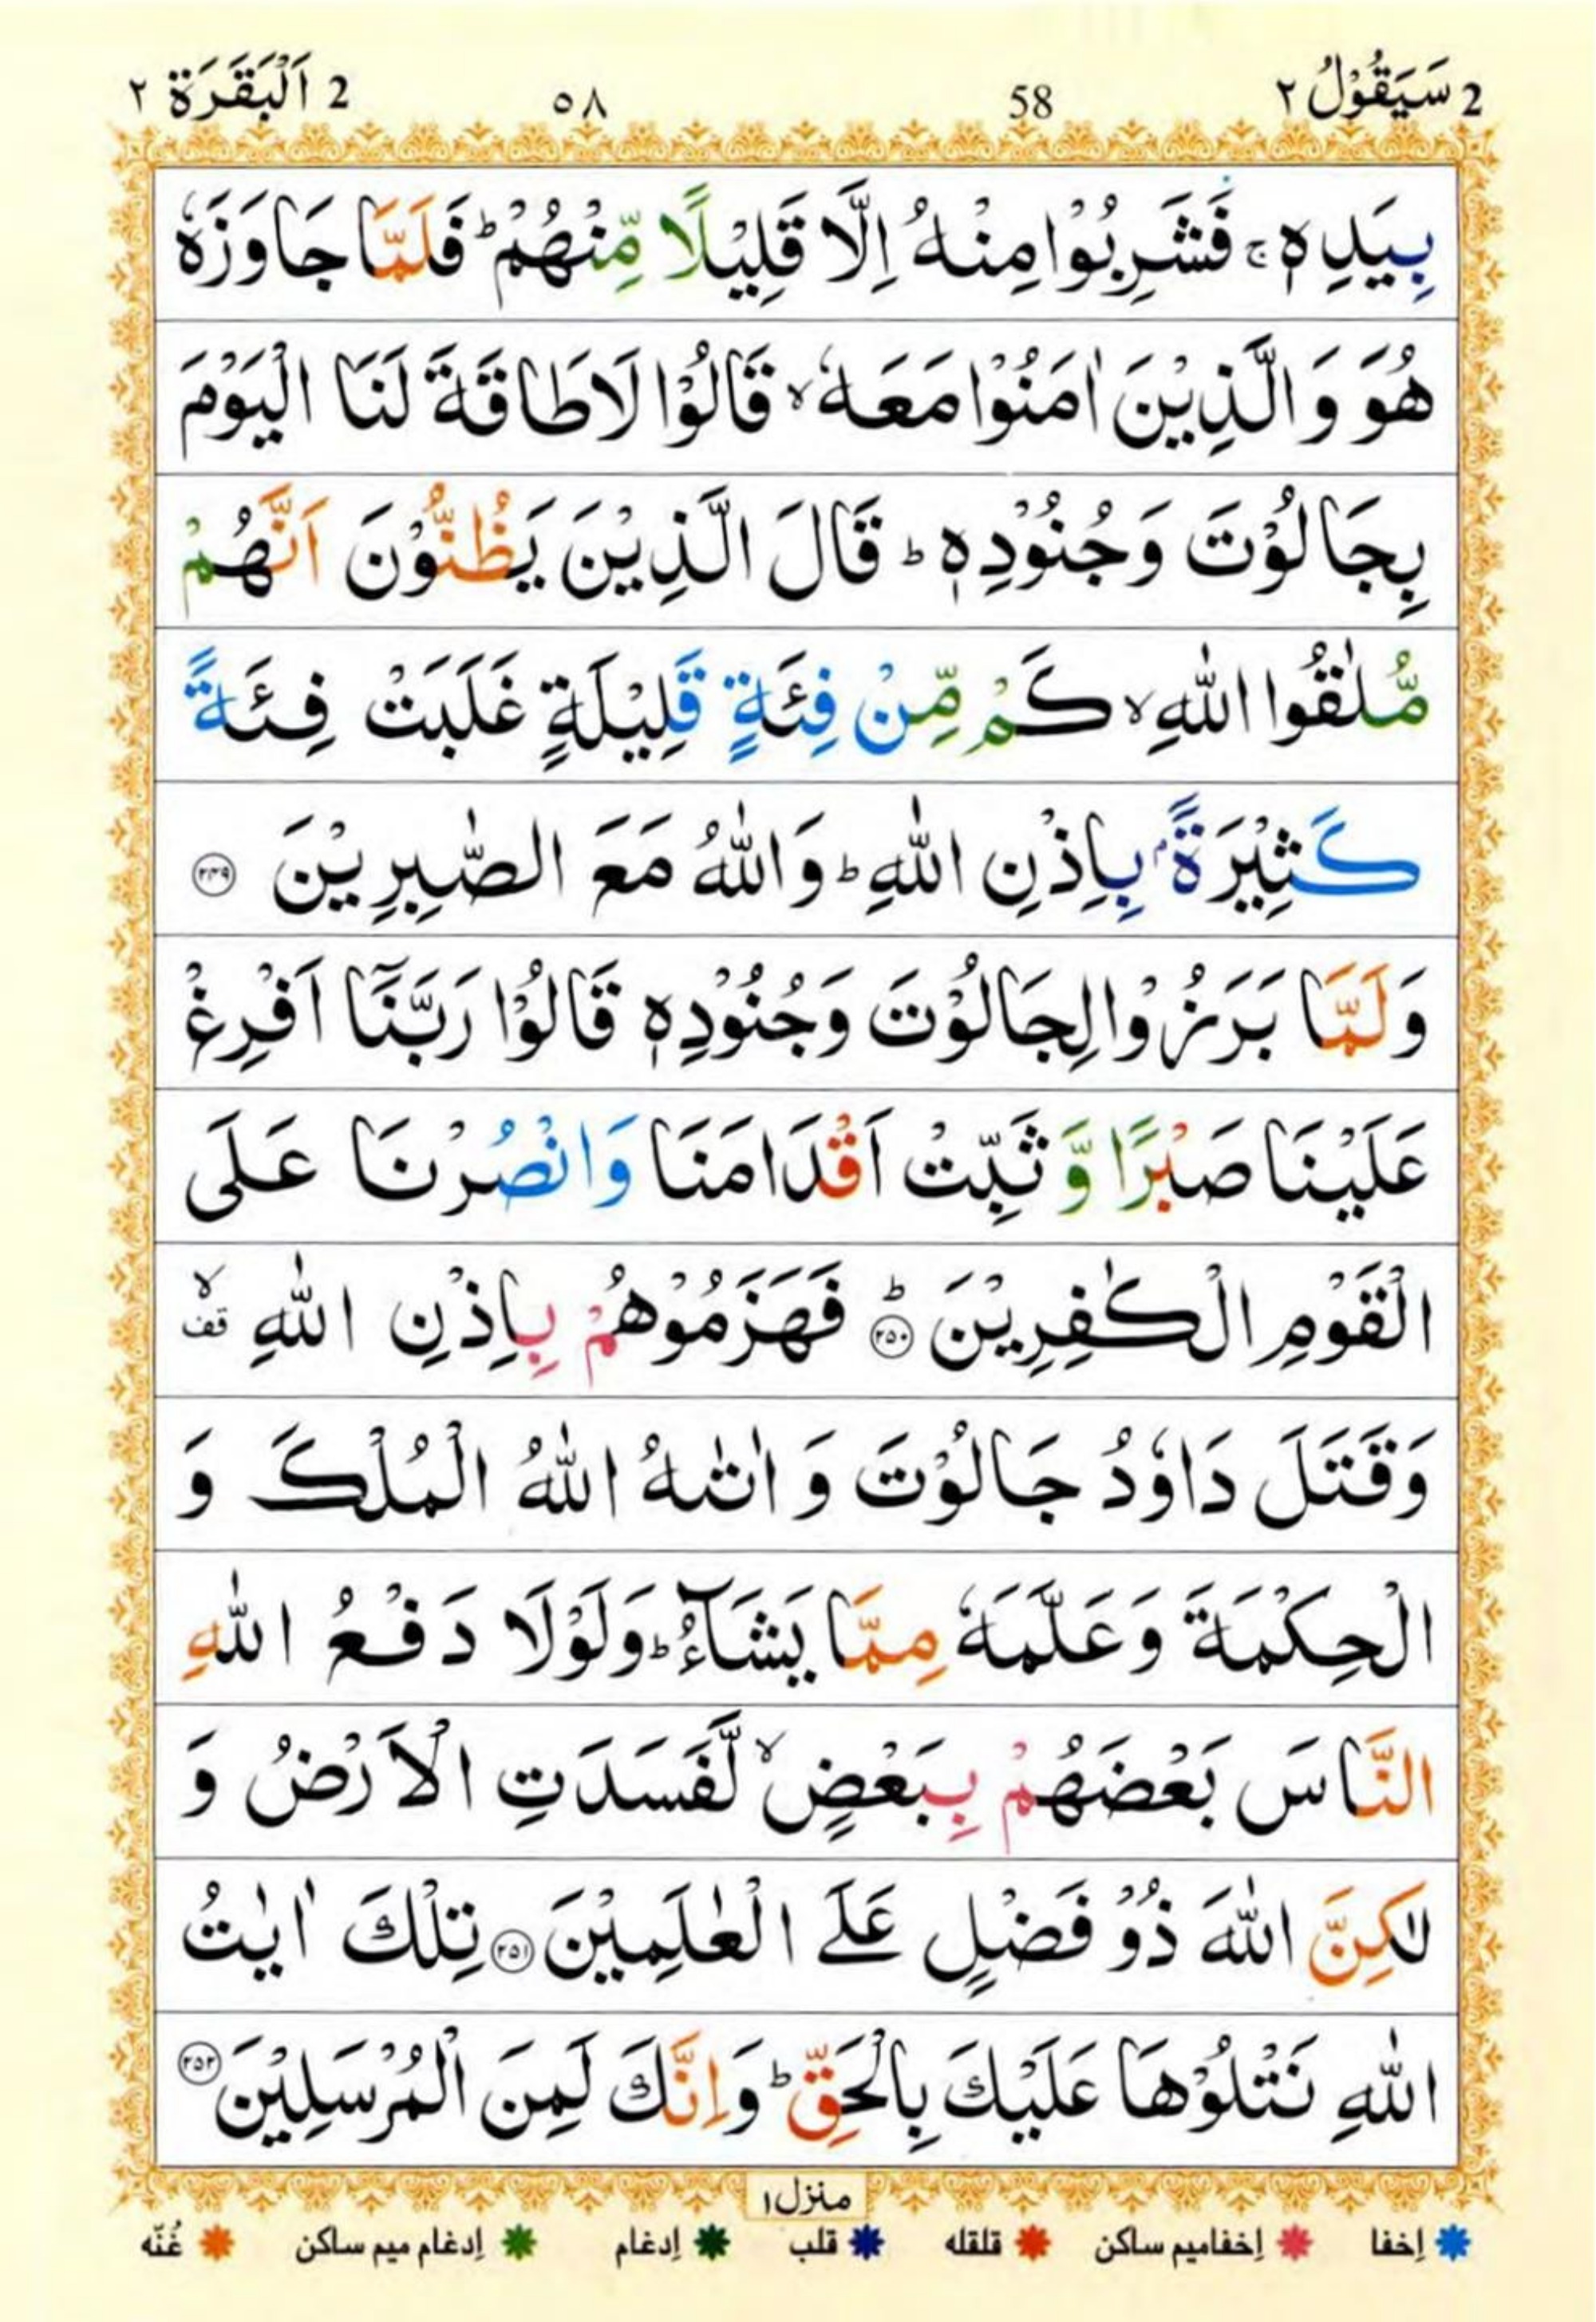 2 سَيَقُوْلُ ٢ 58 ٥٨ 2 اَلْبَقَرَة ٢
بِيَدِهٖ ۚ فَشَرِبُوْا مِنْهُ اِلَّا قَلِيْلًا مِّنْهُمْ ؕ فَلَمَّا جَاوَزَهٗ
هُوَ وَ الَّذِيْنَ اٰمَنُوْا مَعَهٗ ۙ قَالُوْا لَا طَاقَةَ لَنَا الْيَوْمَ
بِجَالُوْتَ وَجُنُوْدِهٖ ؕ قَالَ الَّذِيْنَ يَظُنُّوْنَ اَنَّهُمْ
مُّلٰقُوا اللّٰهِ ۙ كَمْ مِّنْ فِئَةٍ قَلِيْلَةٍ غَلَبَتْ فِئَةً
كَثِيْرَةًۢ بِاِذْنِ اللّٰهِ ؕ وَاللّٰهُ مَعَ الصّٰبِرِيْنَ ۝٢٤٩
وَلَمَّا بَرَزُوْا لِجَالُوْتَ وَجُنُوْدِهٖ قَالُوْا رَبَّنَاۤ اَفْرِغْ
عَلَيْنَا صَبْرًا وَّ ثَبِّتْ اَقْدَامَنَا وَانْصُرْنَا عَلَى
الْقَوْمِ الْكٰفِرِيْنَ ؕ ۝٢٥٠ فَهَزَمُوْهُمْ بِاِذْنِ اللّٰهِ ۙ قف
وَقَتَلَ دَاوٗدُ جَالُوْتَ وَ اٰتٰىهُ اللّٰهُ الْمُلْكَ وَ
الْحِكْمَةَ وَعَلَّمَهٗ مِمَّا يَشَآءُ ؕ وَلَوْلَا دَفْعُ اللّٰهِ
النَّاسَ بَعْضَهُمْ بِبَعْضٍ ۙ لَّفَسَدَتِ الْاَرْضُ وَ
لٰكِنَّ اللّٰهَ ذُوْ فَضْلٍ عَلَى الْعٰلَمِيْنَ ۝٢٥١ تِلْكَ اٰيٰتُ
اللّٰهِ نَتْلُوْهَا عَلَيْكَ بِالْحَقِّ ؕ وَاِنَّكَ لَمِنَ الْمُرْسَلِيْنَ ۝٢٥٢
منزل ١
إخفا إخفا ميم ساكن قلقله قلب إدغام إدغام ميم ساكن غُنّه